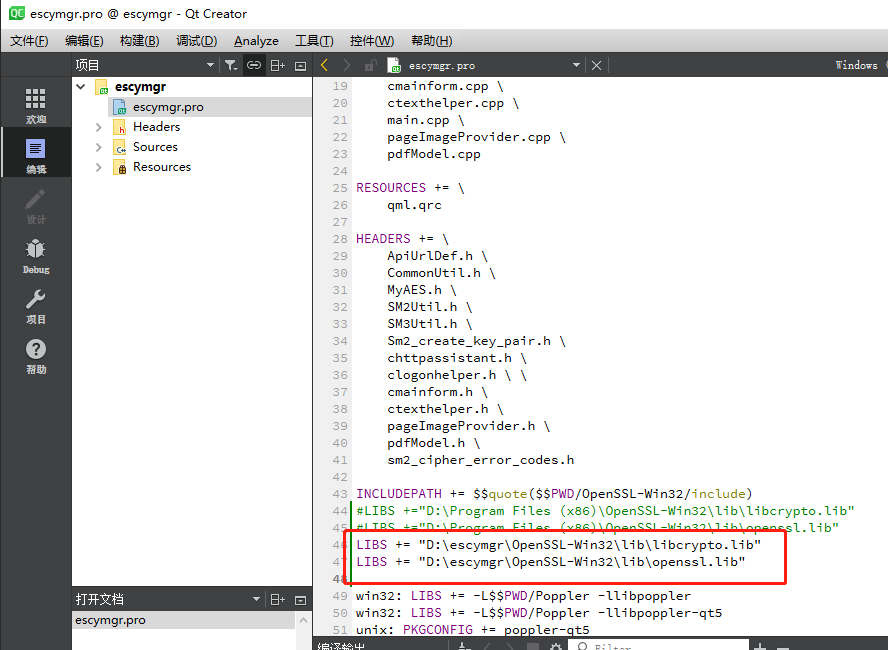 escymgr.pro @ escymgr - Qt Creator
文件(F) 编辑(E) 构建(B) 调试(D) Analyze 工具(T) 控件(W) 帮助(H)
项目
escymgr.pro
Windows
欢迎
编辑
设计
Debug
项目
帮助
escymgr
escymgr.pro
Headers
Sources
Resources
打开文档
escymgr.pro
19 cmainform.cpp \
20 ctexthelper.cpp \
21 main.cpp \
22 pageImageProvider.cpp \
23 pdfModel.cpp
24
25 RESOURCES += \
26 qml.qrc
27
28 HEADERS += \
29 ApiUrlDef.h \
30 CommonUtil.h \
31 MyAES.h \
32 SM2Util.h \
33 SM3Util.h \
34 Sm2_create_key_pair.h \
35 chttpassistant.h \
36 clogonhelper.h \ \
37 cmainform.h \
38 ctexthelper.h \
39 pageImageProvider.h \
40 pdfModel.h \
41 sm2_cipher_error_codes.h
42
43 INCLUDEPATH += $$quote($$PWD/OpenSSL-Win32/include)
44 #LIBS +="D:\Program Files (x86)\OpenSSL-Win32\lib\libcrypto.lib"
45 #LIBS +="D:\Program Files (x86)\OpenSSL-Win32\lib\openssl.lib"
46 LIBS += "D:\escymgr\OpenSSL-Win32\lib\libcrypto.lib"
47 LIBS += "D:\escymgr\OpenSSL-Win32\lib\openssl.lib"
48
49 win32: LIBS += -L$$PWD/Poppler -llibpoppler
50 win32: LIBS += -L$$PWD/Poppler -llibpoppler-qt5
51 unix: PKGCONFIG += poppler-qt5
编译输出
Filter